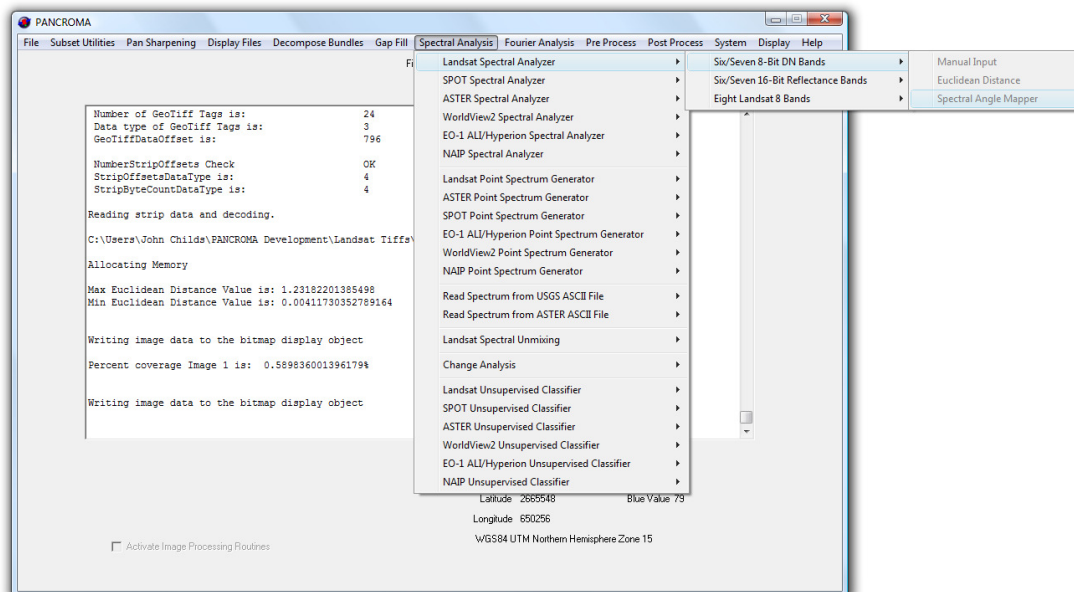 PANCROMA
File Subset Utilities Pan Sharpening Display Files Decompose Bundles Gap Fill Spectral Analysis Fourier Analysis Pre Process Post Process System Display Help
Fi
Number of GeoTiff Tags is: 24
Data type of GeoTiff Tags is: 3
GeoTiffDataOffset is: 796
NumberStripOffsets Check OK
StripOffsetsDataType is: 4
StripByteCountDataType is: 4
Reading strip data and decoding.
C:\Users\John Childs\PANCROMA Development\Landsat Tiffs\
Allocating Memory
Max Euclidean Distance Value is: 1.23182201385498
Min Euclidean Distance Value is: 0.00411730352789164
Writing image data to the bitmap display object
Percent coverage Image 1 is: 0.589836001396179%
Writing image data to the bitmap display object
Landsat Spectral Analyzer
SPOT Spectral Analyzer
ASTER Spectral Analyzer
WorldView2 Spectral Analyzer
EO-1 ALI/Hyperion Spectral Analyzer
NAIP Spectral Analyzer
Landsat Point Spectrum Generator
ASTER Point Spectrum Generator
SPOT Point Spectrum Generator
EO-1 ALI/Hyperion Point Spectrum Generator
WorldView2 Point Spectrum Generator
NAIP Point Spectrum Generator
Read Spectrum from USGS ASCII File
Read Spectrum from ASTER ASCII File
Landsat Spectral Unmixing
Change Analysis
Landsat Unsupervised Classifier
SPOT Unsupervised Classifier
ASTER Unsupervised Classifier
WorldView2 Unsupervised Classifier
EO-1 ALI/Hyperion Unsupervised Classifier
NAIP Unsupervised Classifier
Six/Seven 8-Bit DN Bands
Six/Seven 16-Bit Reflectance Bands
Eight Landsat 8 Bands
Manual Input
Euclidean Distance
Spectral Angle Mapper
Latitude 2665548 Blue Value 79
Longitude 650256
WGS84 UTM Northern Hemisphere Zone 15
Activate Image Processing Routines